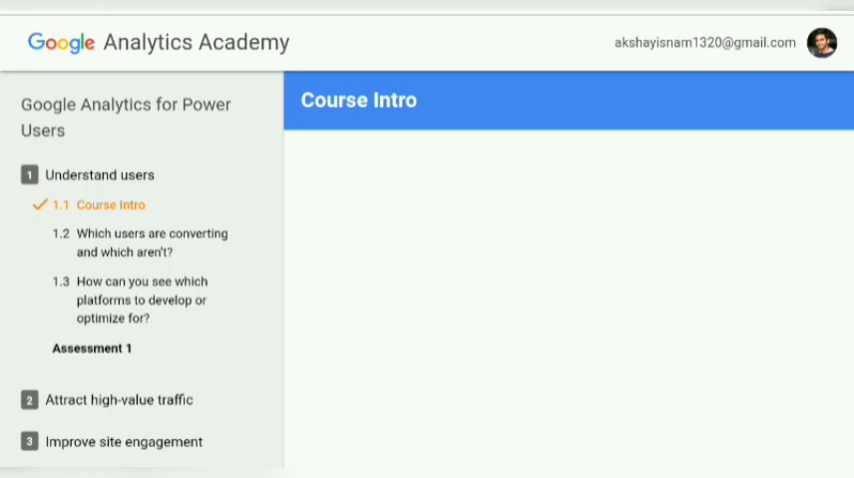 Google Analytics Academy
akshayisnam1320@gmail.com
Google Analytics for Power
Users
Course Intro
1 Understand users
1.1 Course Intro
1.2 Which users are converting
and which aren't?
1.3 How can you see which
platforms to develop or
optimize for?
Assessment 1
2 Attract high-value traffic
3 Improve site engagement